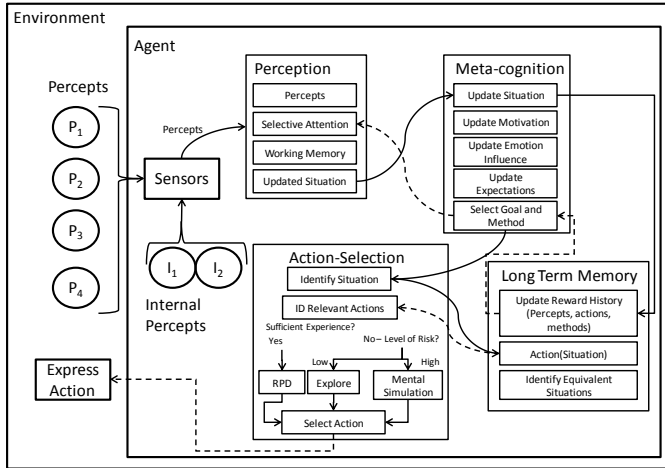 Environment
Agent
Percepts
P1
P2
P3
P4
Percepts
Sensors
I1
I2
Internal
Percepts
Perception
Percepts
Selective Attention
Working Memory
Updated Situation
Meta-cognition
Update Situation
Update Motivation
Update Emotion
Influence
Update
Expectations
Select Goal and
Method
Action-Selection
Identify Situation
ID Relevant Actions
Sufficient Experience?
Yes
No – Level of Risk?
Low
High
RPD
Explore
Mental
Simulation
Select Action
Long Term Memory
Update Reward History
(Percepts, actions,
methods)
Action(Situation)
Identify Equivalent
Situations
Express
Action